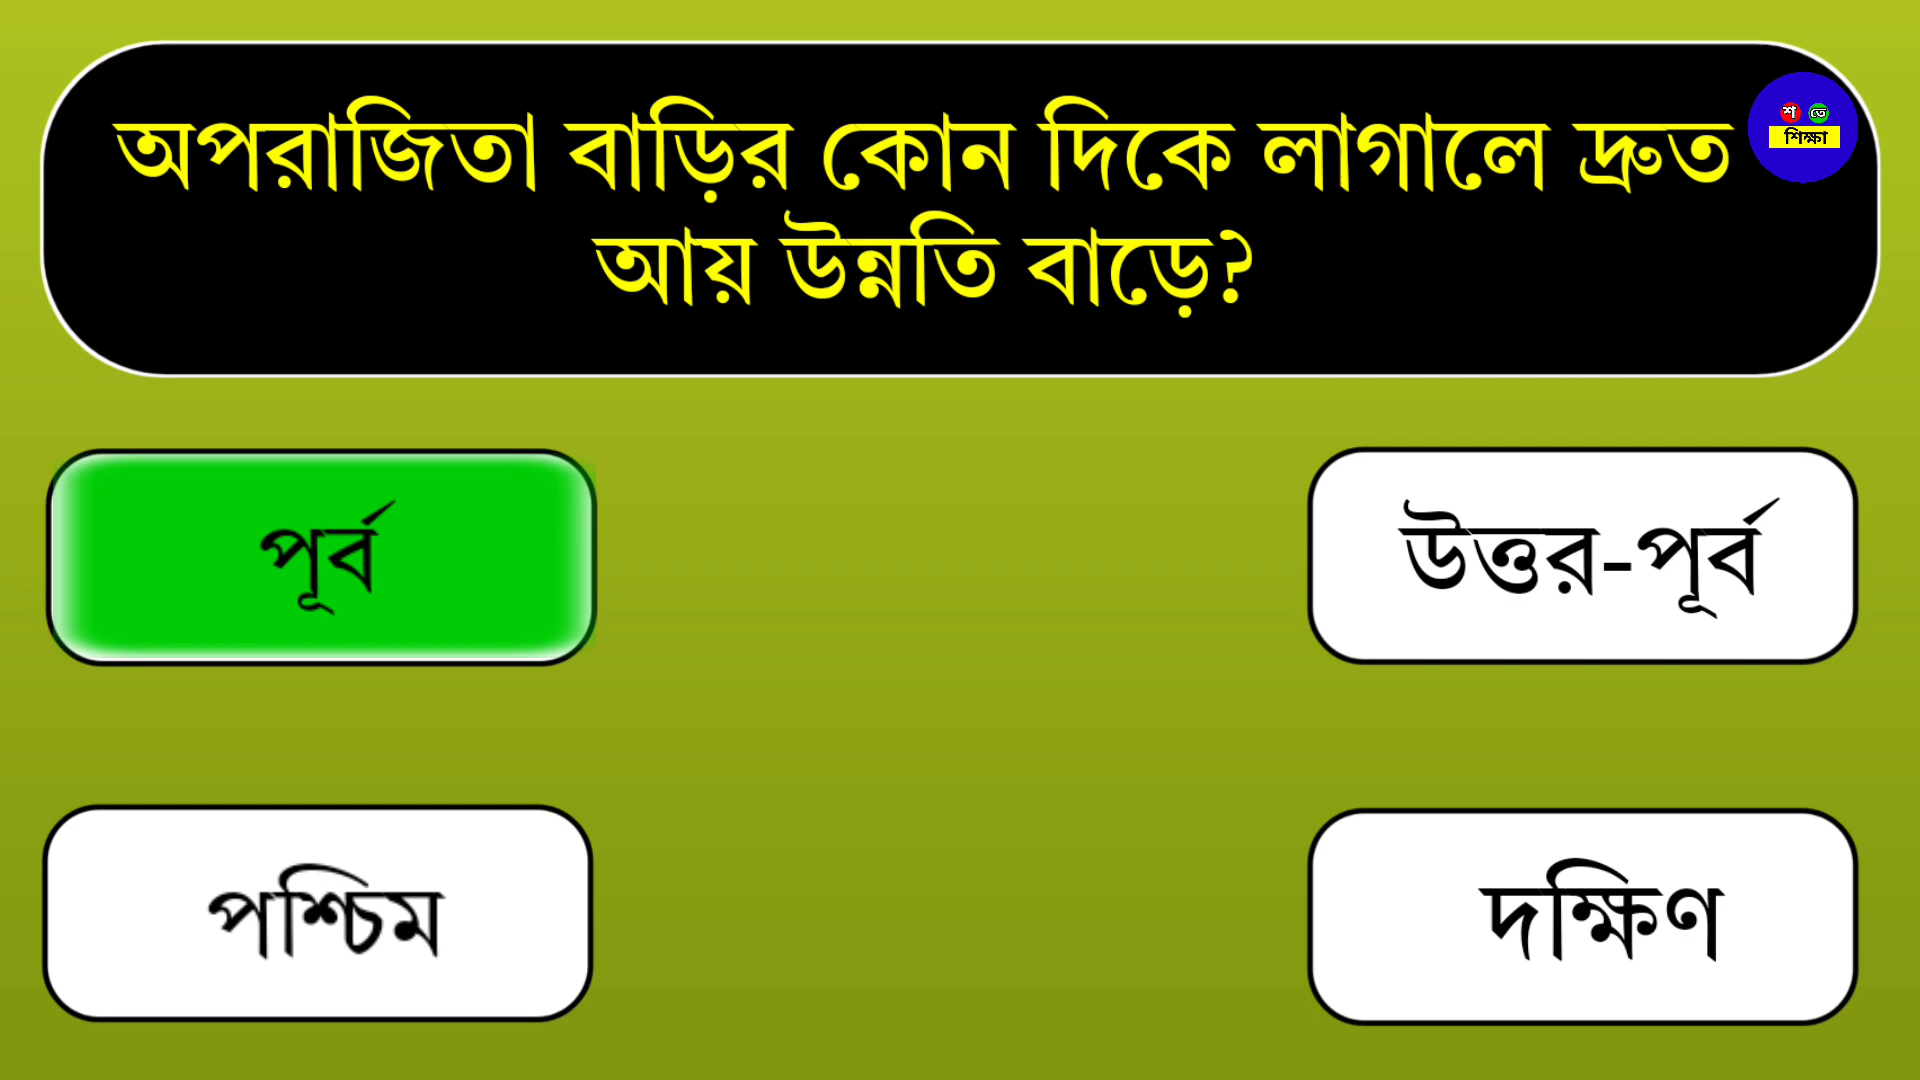 অপরাজিতা বাড়ির কোন দিকে লাগালে দ্রুত
আয় উন্নতি বাড়ে?
শ তে
শিক্ষা
পূর্ব
উত্তর-পূর্ব
পশ্চিম
দক্ষিণ